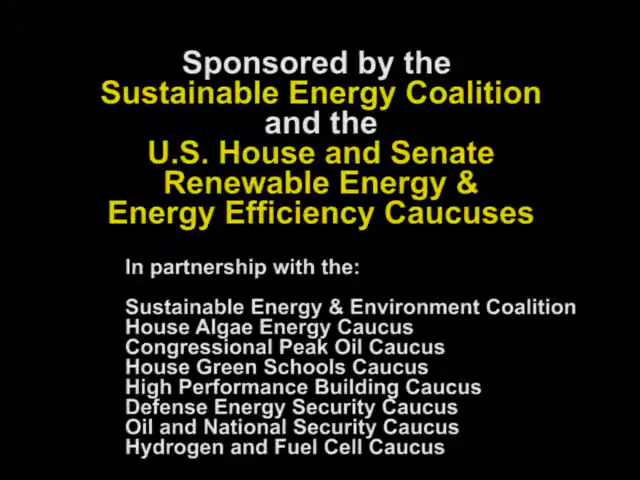 Sponsored by the
Sustainable Energy Coalition
and the
U.S. House and Senate
Renewable Energy &
Energy Efficiency Caucuses
In partnership with the:
Sustainable Energy & Environment Coalition
House Algae Energy Caucus
Congressional Peak Oil Caucus
House Green Schools Caucus
High Performance Building Caucus
Defense Energy Security Caucus
Oil and National Security Caucus
Hydrogen and Fuel Cell Caucus